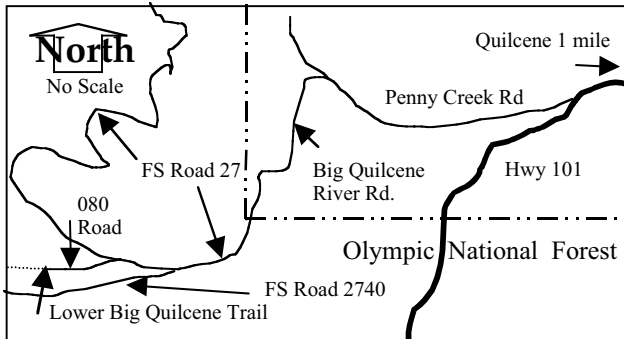 North
No Scale
Quilcene 1 mile
Penny Creek Rd
FS Road 27
Big Quilcene
River Rd.
Hwy 101
080
Road
Olympic National Forest
FS Road 2740
Lower Big Quilcene Trail